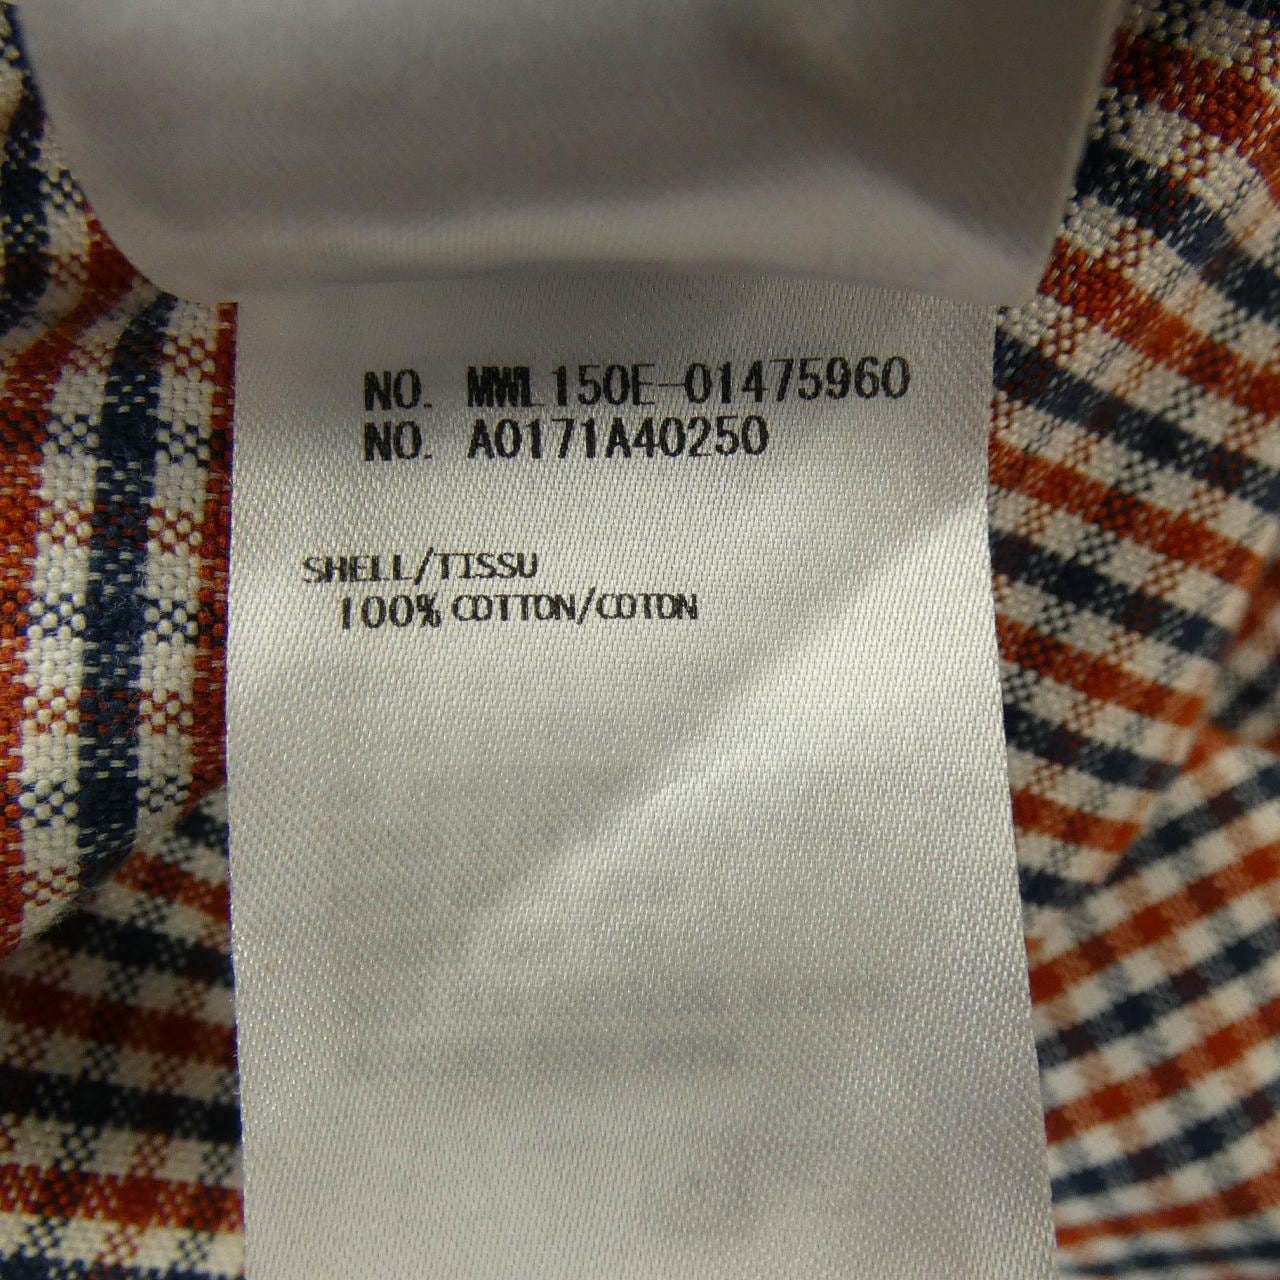 NO. MWL150E-01475960
NO. A0171A40250
SHELL/TISSU
100% COTTON/COTON